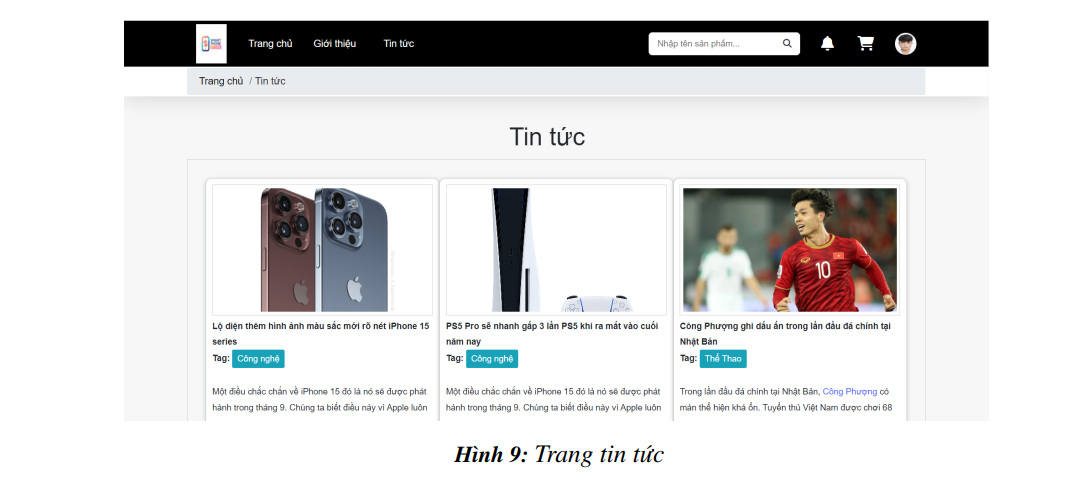 Trang chủ Giới thiệu Tin tức Nhập tên sản phẩm...
Trang chủ / Tin tức
Tin tức
Lộ diện thêm hình ảnh màu sắc mới rõ nét iPhone 15
series
Tag: Công nghệ
Một điều chắc chắn về iPhone 15 đó là nó sẽ được phát
hành trong tháng 9. Chúng ta biết điều này vì Apple luôn
PS5 Pro sẽ nhanh gấp 3 lần PS5 khi ra mắt vào cuối
năm nay
Tag: Công nghệ
Một điều chắc chắn về iPhone 15 đó là nó sẽ được phát
hành trong tháng 9. Chúng ta biết điều này vì Apple luôn
10
Công Phượng ghi dấu ấn trong lần đầu đá chính tại
Nhật Bản
Tag: Thể Thao
Trong lần đầu đá chính tại Nhật Bản, Công Phượng có
màn thể hiện khá ổn. Tuyển thủ Việt Nam được chơi 68
Hình 9: Trang tin tức